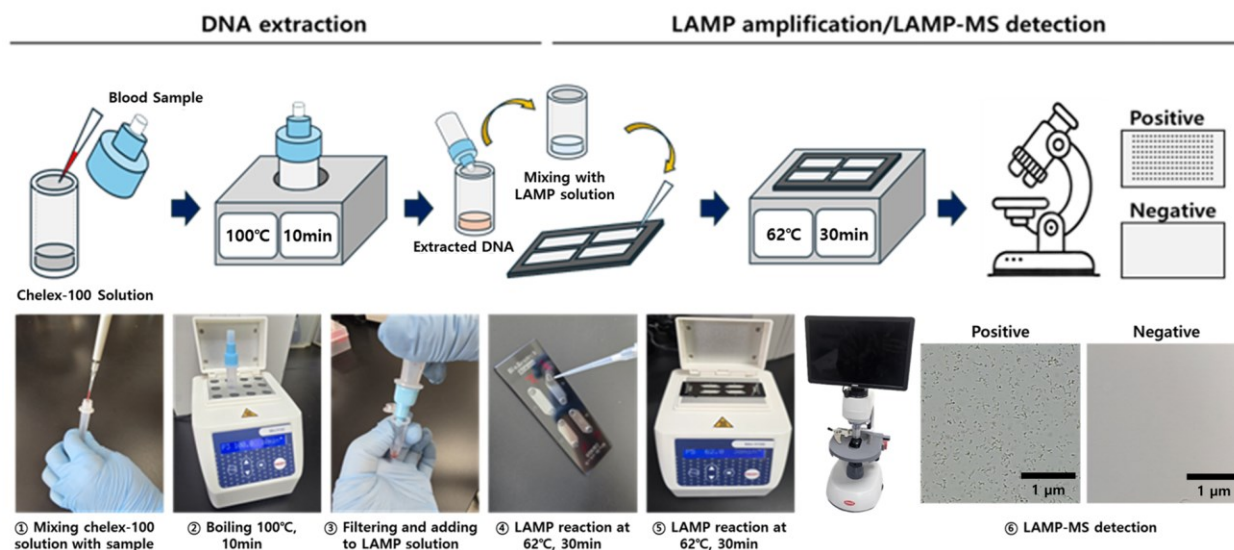 DNA extraction
LAMP amplification/LAMP-MS detection
Blood Sample
Chelex-100 Solution
100℃
10min
Extracted DNA
Mixing with
LAMP solution
62℃
30min
Positive
Negative
① Mixing chelex-100
solution with sample
② Boiling 100℃,
10min
③ Filtering and adding
to LAMP solution
④ LAMP reaction at
62℃, 30min
⑤ LAMP reaction at
62℃, 30min
Positive
Negative
1 μm
1 μm
⑥ LAMP-MS detection